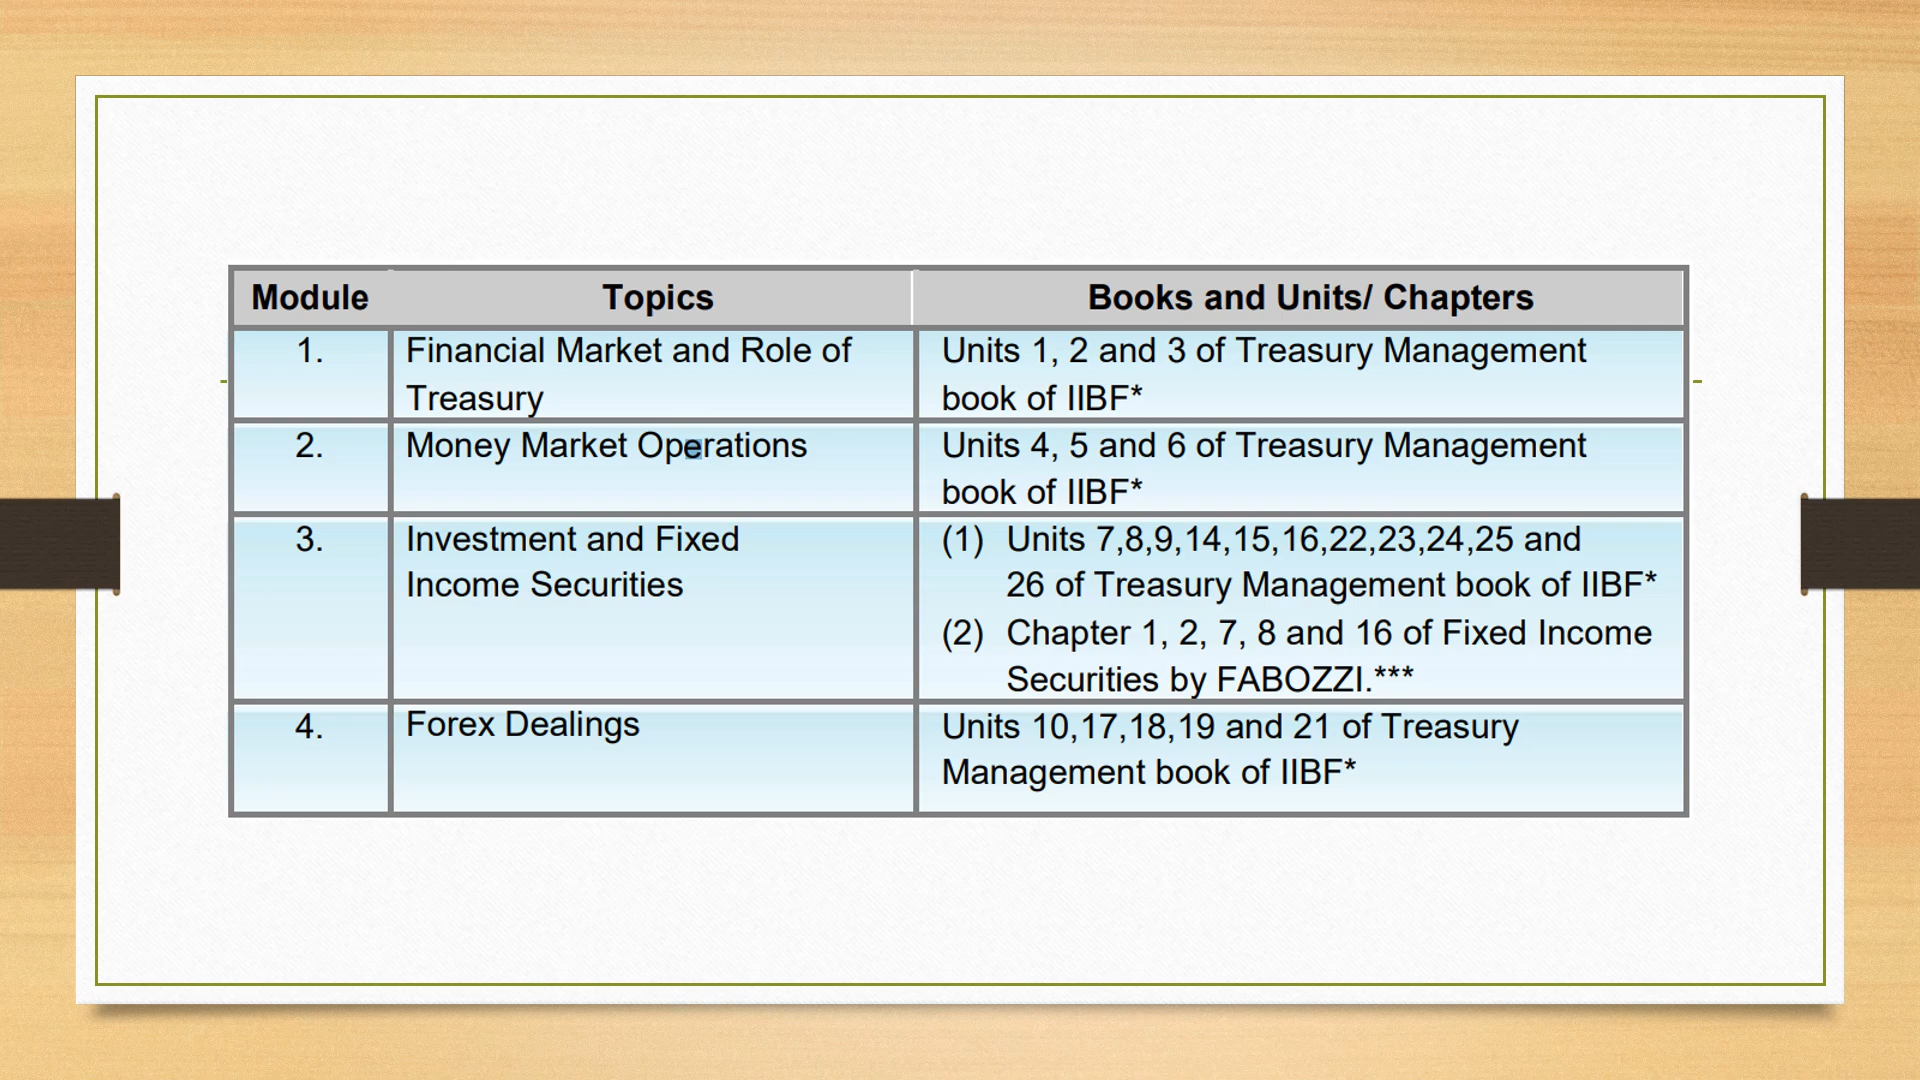 Module Topics Books and Units/ Chapters
1. Financial Market and Role of Units 1, 2 and 3 of Treasury Management
Treasury book of IIBF*
2. Money Market Operations Units 4, 5 and 6 of Treasury Management
book of IIBF*
3. Investment and Fixed (1) Units 7,8,9,14,15,16,22,23,24,25 and
Income Securities 26 of Treasury Management book of IIBF*
(2) Chapter 1, 2, 7, 8 and 16 of Fixed Income
Securities by FABOZZI.***
4. Forex Dealings Units 10,17,18,19 and 21 of Treasury
Management book of IIBF*